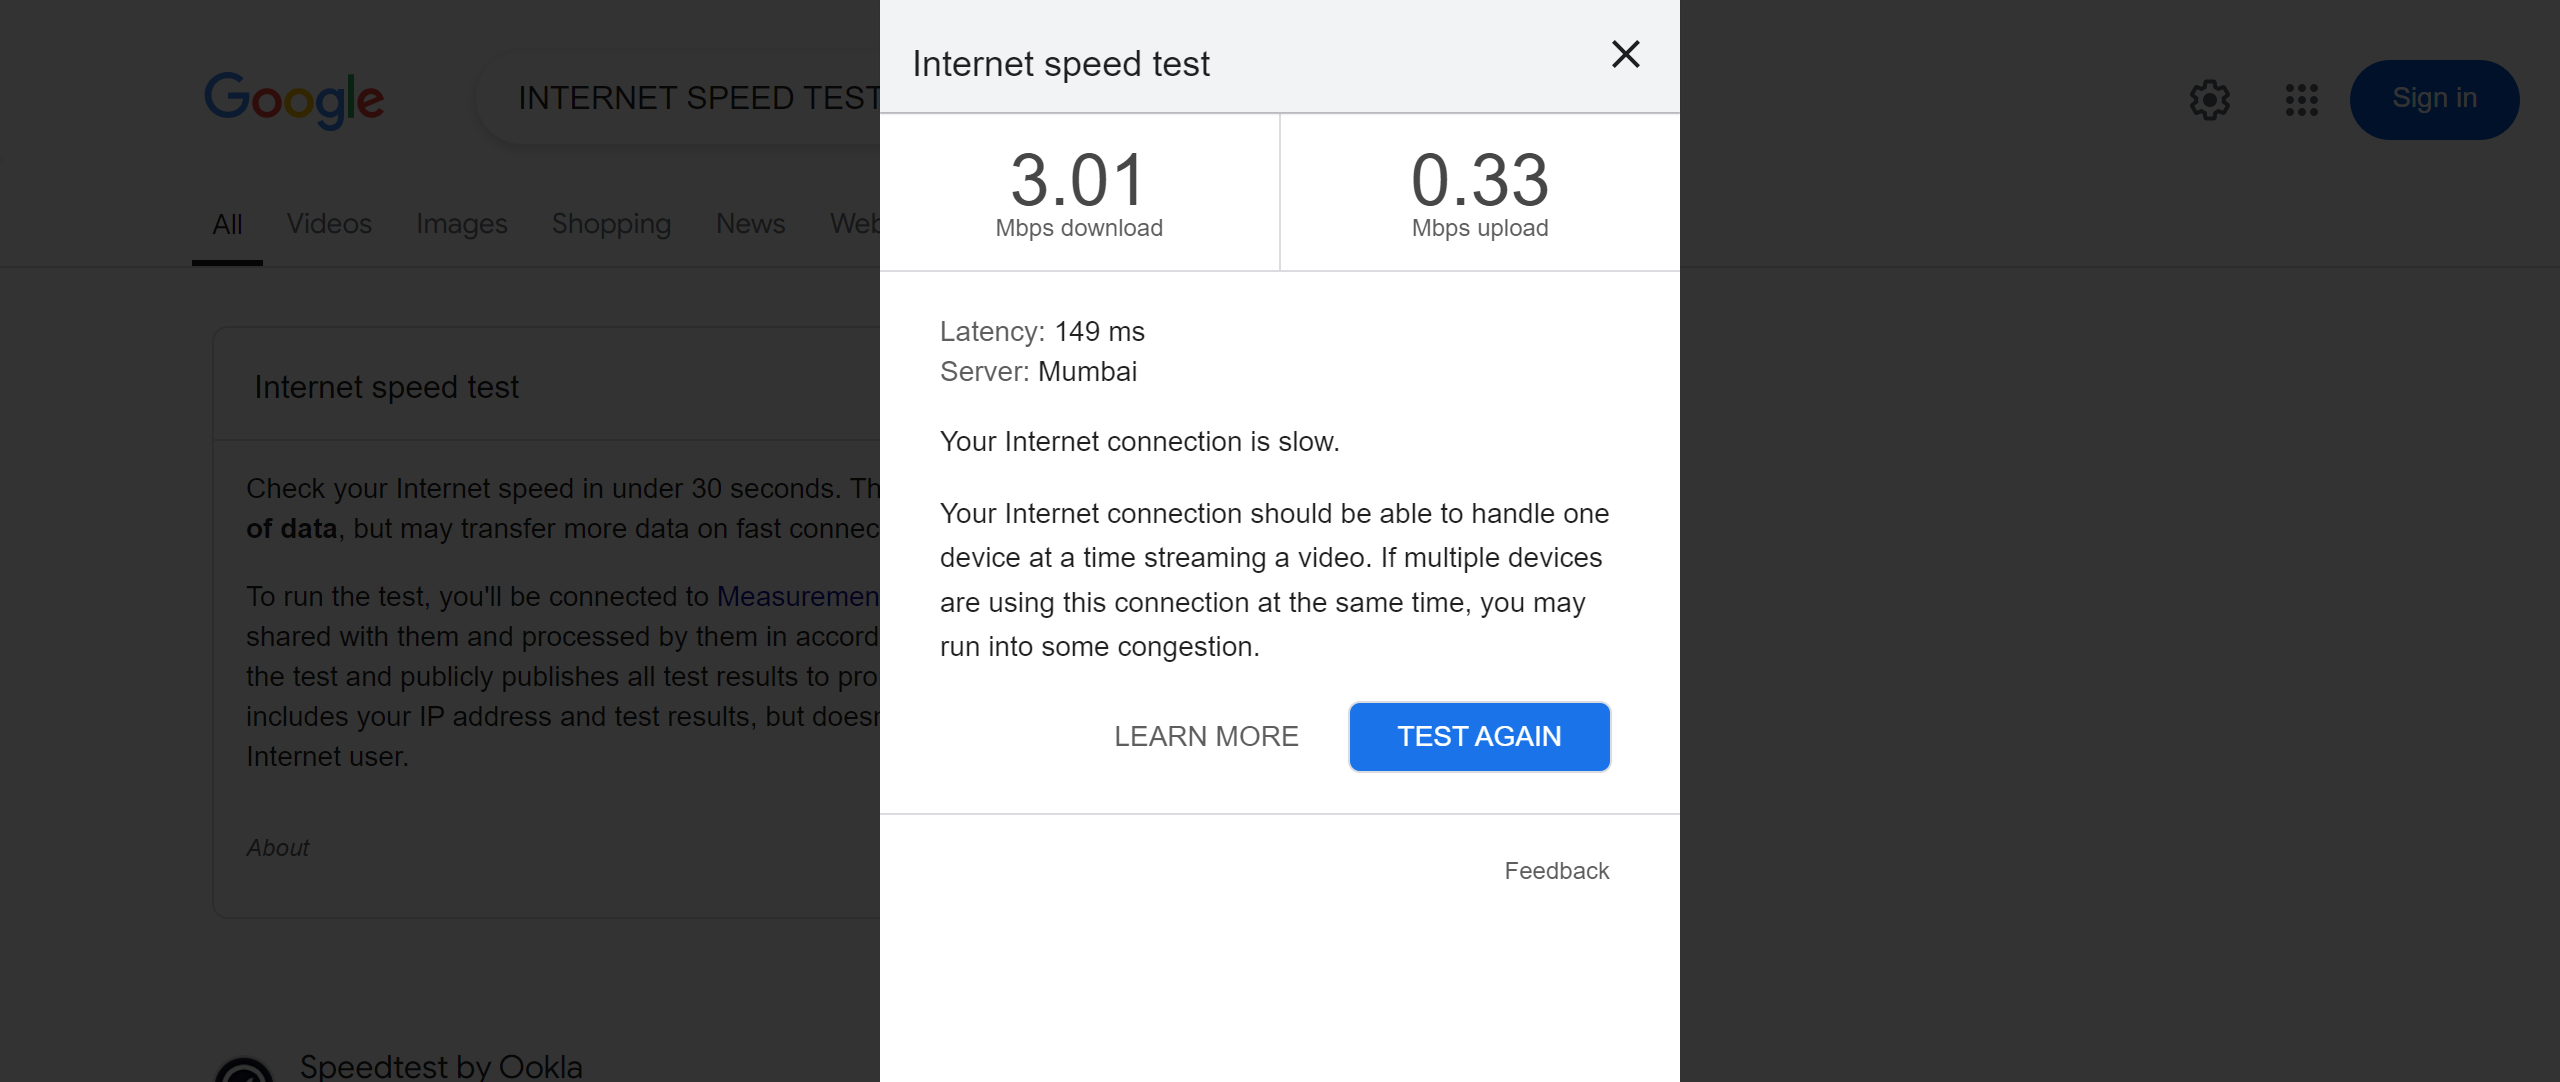 Google
INTERNET SPEED TEST
Sign in
All Videos Images Shopping News Web
Internet speed test
Check your Internet speed in under 30 seconds.
of data, but may transfer more data on fast
To run the test, you'll be connected to
shared with them and processed by them in
the test and publicly publishes all test results to
includes your IP address and test results, but
Internet user.
About
Speedtest by Ookla
Internet speed test
3.01
Mbps download
0.33
Mbps upload
Latency: 149 ms
Server: Mumbai
Your Internet connection is slow.
Your Internet connection should be able to handle one
device at a time streaming a video. If multiple devices
are using this connection at the same time, you may
run into some congestion.
LEARN MORE
TEST AGAIN
Feedback